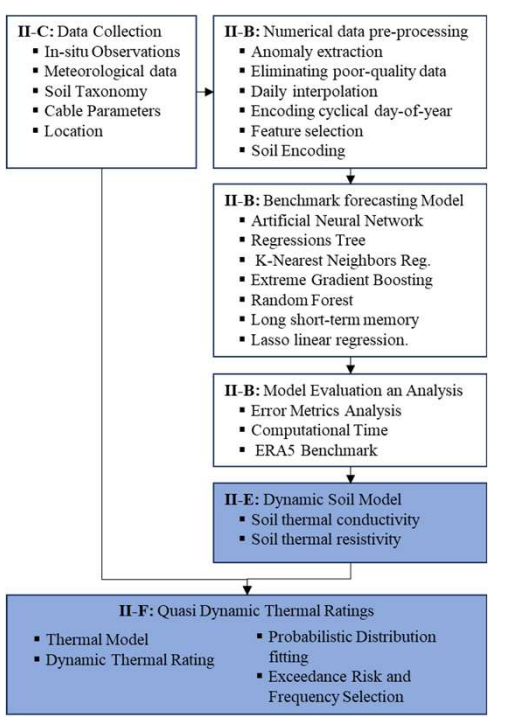 II-C: Data Collection
▪ In-situ Observations
▪ Meteorological data
▪ Soil Taxonomy
▪ Cable Parameters
▪ Location
II-B: Numerical data pre-processing
▪ Anomaly extraction
▪ Eliminating poor-quality data
▪ Daily interpolation
▪ Encoding cyclical day-of-year
▪ Feature selection
▪ Soil Encoding
II-B: Benchmark forecasting Model
▪ Artificial Neural Network
▪ Regressions Tree
▪ K-Nearest Neighbors Reg.
▪ Extreme Gradient Boosting
▪ Random Forest
▪ Long short-term memory
▪ Lasso linear regression.
II-B: Model Evaluation an Analysis
▪ Error Metrics Analysis
▪ Computational Time
▪ ERA5 Benchmark
II-E: Dynamic Soil Model
▪ Soil thermal conductivity
▪ Soil thermal resistivity
II-F: Quasi Dynamic Thermal Ratings
▪ Thermal Model
▪ Dynamic Thermal Rating
▪ Probabilistic Distribution
fitting
▪ Exceedance Risk and
Frequency Selection